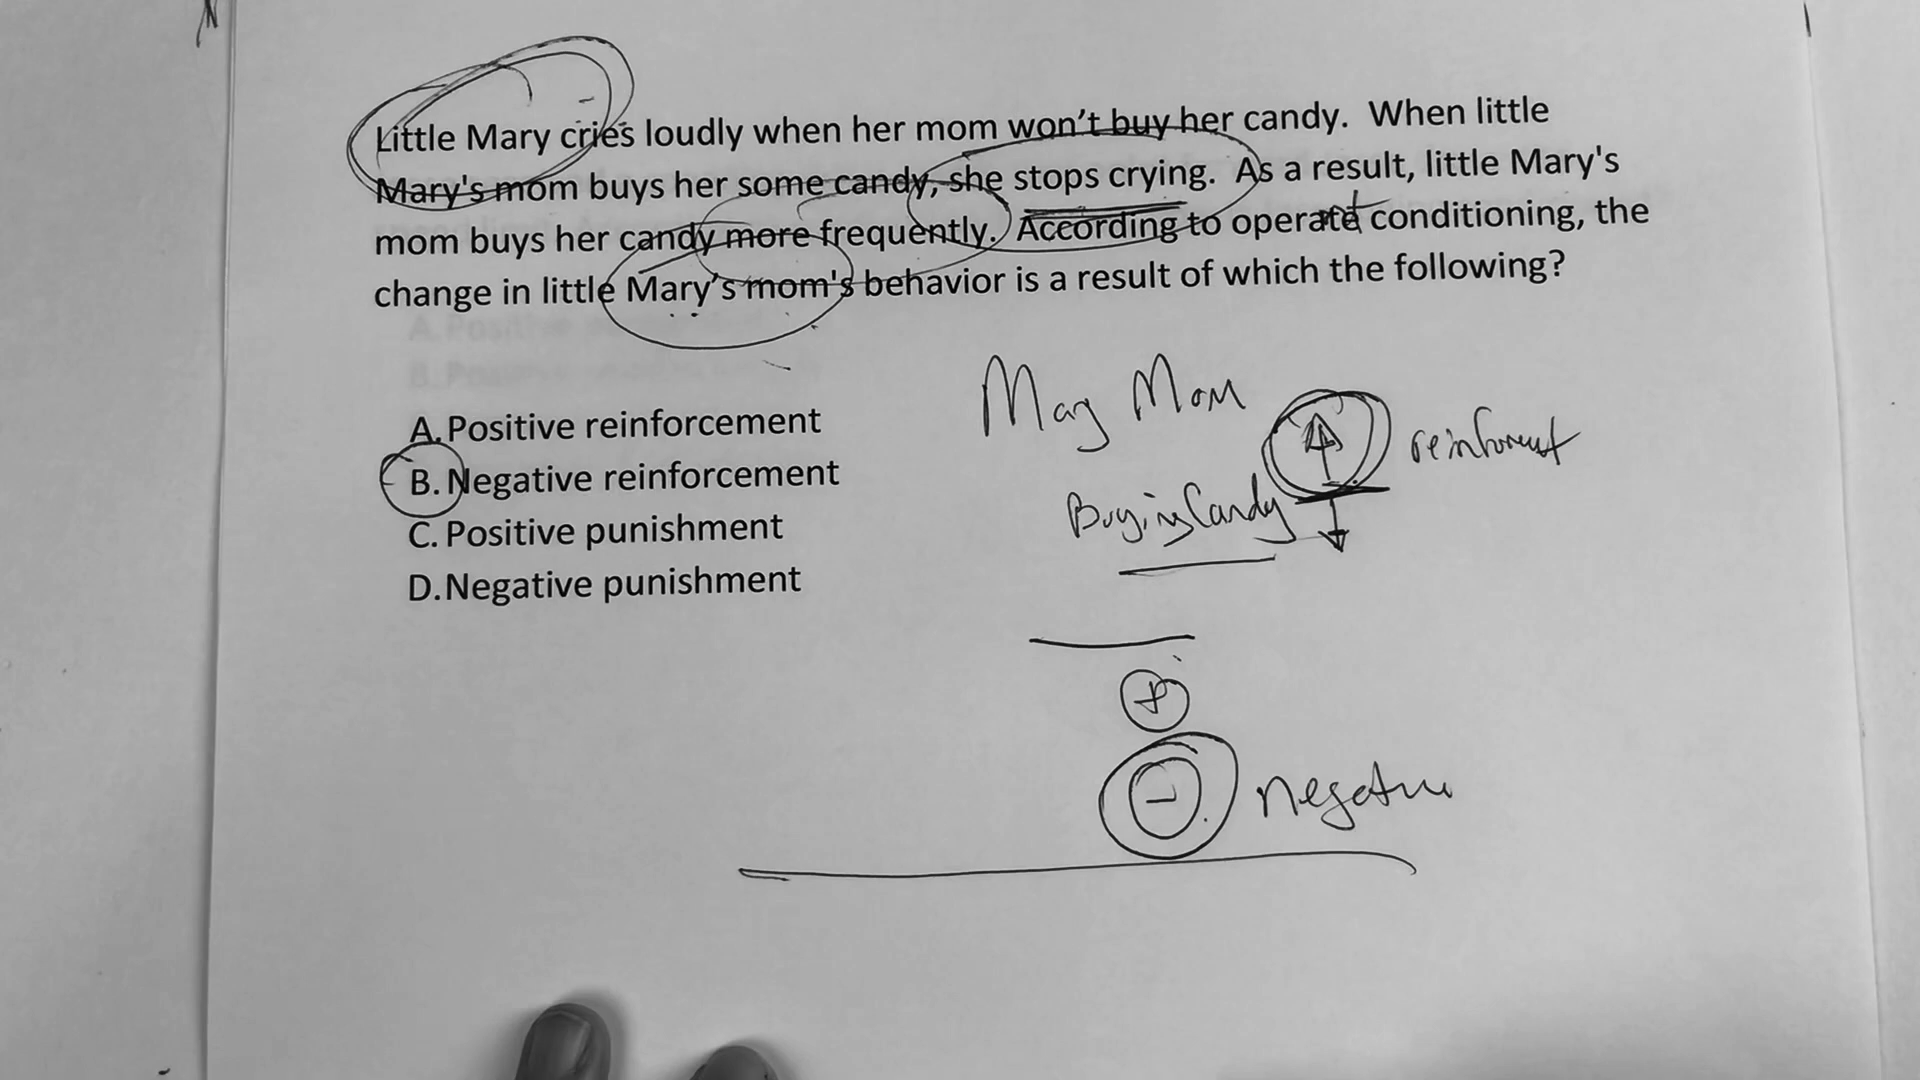 Little Mary cries loudly when her mom won't buy her candy. When little
Mary's mom buys her some candy, she stops crying. As a result, little Mary's
mom buys her candy more frequently. According to operant conditioning, the
change in little Mary's mom's behavior is a result of which the following?
A. Positive reinforcement
B. Negative reinforcement
C. Positive punishment
D. Negative punishment
Mary Mom
Buying Candy
+
-